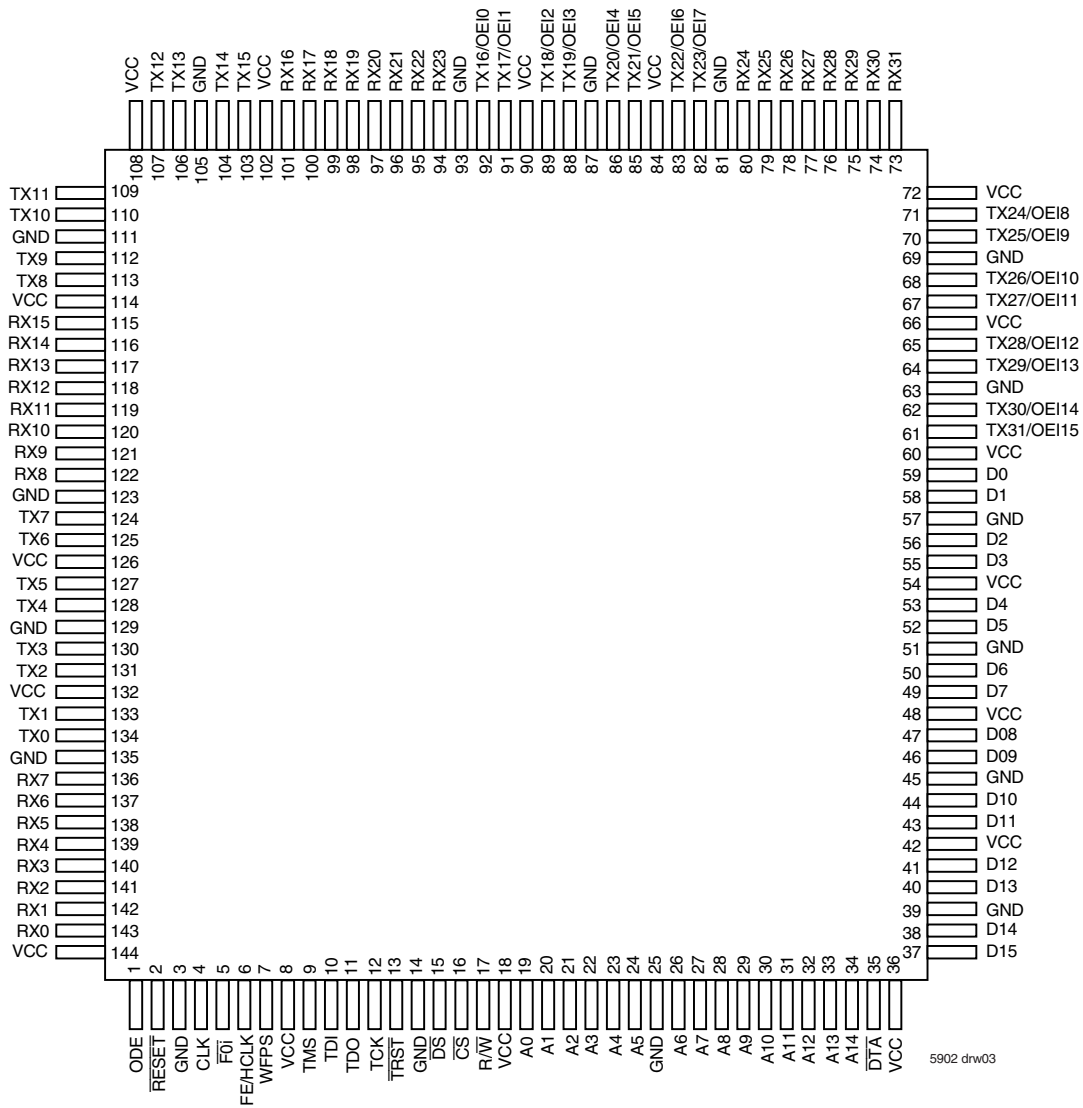 VCC
TX12
TX13
GND
TX14
TX15
VCC
RX16
RX17
RX18
RX19
RX20
RX21
RX22
RX23
GND
TX16/OEI0
TX17/OEI1
VCC
TX18/OEI2
TX19/OEI3
GND
TX20/OEI4
TX21/OEI5
VCC
TX22/OEI6
TX23/OEI7
GND
RX24
RX25
RX26
RX27
RX28
RX29
RX30
RX31
108
107
106
105
104
103
102
101
100
99
98
97
96
95
94
93
92
91
90
89
88
87
86
85
84
83
82
81
80
79
78
77
76
75
74
73
TX11 109
TX10 110
GND 111
TX9 112
TX8 113
VCC 114
RX15 115
RX14 116
RX13 117
RX12 118
RX11 119
RX10 120
RX9 121
RX8 122
GND 123
TX7 124
TX6 125
VCC 126
TX5 127
TX4 128
GND 129
TX3 130
TX2 131
VCC 132
TX1 133
TX0 134
GND 135
RX7 136
RX6 137
RX5 138
RX4 139
RX3 140
RX2 141
RX1 142
RX0 143
VCC 144
72 VCC
71 TX24/OEI8
70 TX25/OEI9
69 GND
68 TX26/OEI10
67 TX27/OEI11
66 VCC
65 TX28/OEI12
64 TX29/OEI13
63 GND
62 TX30/OEI14
61 TX31/OEI15
60 VCC
59 D0
58 D1
57 GND
56 D2
55 D3
54 VCC
53 D4
52 D5
51 GND
50 D6
49 D7
48 VCC
47 D08
46 D09
45 GND
44 D10
43 D11
42 VCC
41 D12
40 D13
39 GND
38 D14
37 D15
1
2
3
4
5
6
7
8
9
10
11
12
13
14
15
16
17
18
19
20
21
22
23
24
25
26
27
28
29
30
31
32
33
34
35
36
ODE
R̅E̅S̅E̅T̅
GND
CLK
F̅0̅i̅
FE/HCLK
WFPS
VCC
TMS
TDI
TDO
TCK
T̅R̅S̅T̅
GND
D̅S̅
C̅S̅
R/W̅
VCC
A0
A1
A2
A3
A4
A5
GND
A6
A7
A8
A9
A10
A11
A12
A13
A14
D̅T̅A̅
VCC
5902 drw03